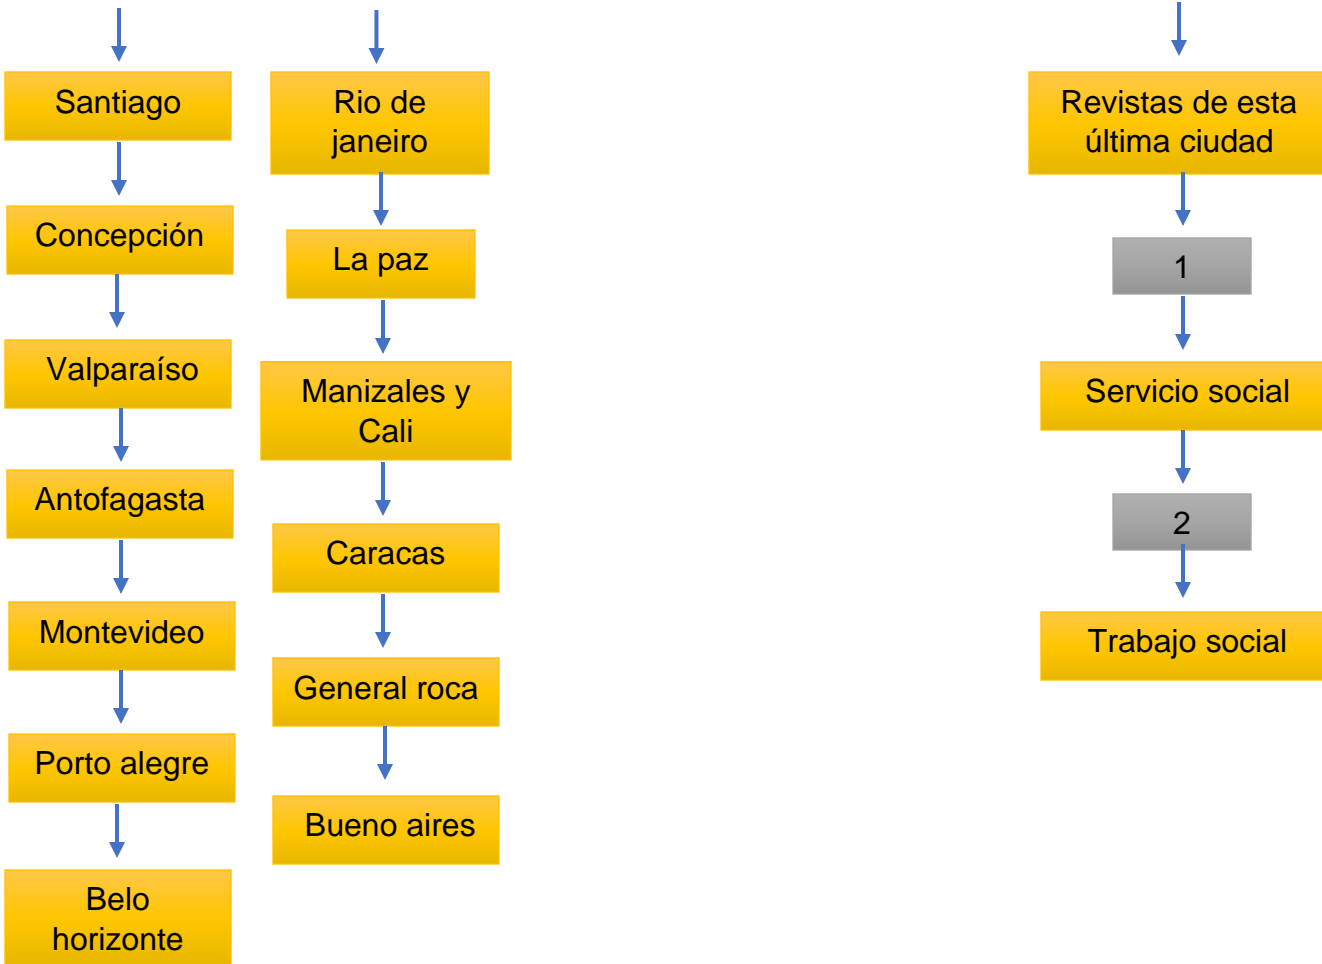 Santiago
Concepción
Valparaíso
Antofagasta
Montevideo
Porto alegre
Belo
horizonte
Rio de
janeiro
La paz
Manizales y
Cali
Caracas
General roca
Bueno aires
Revistas de esta
última ciudad
1
Servicio social
2
Trabajo social